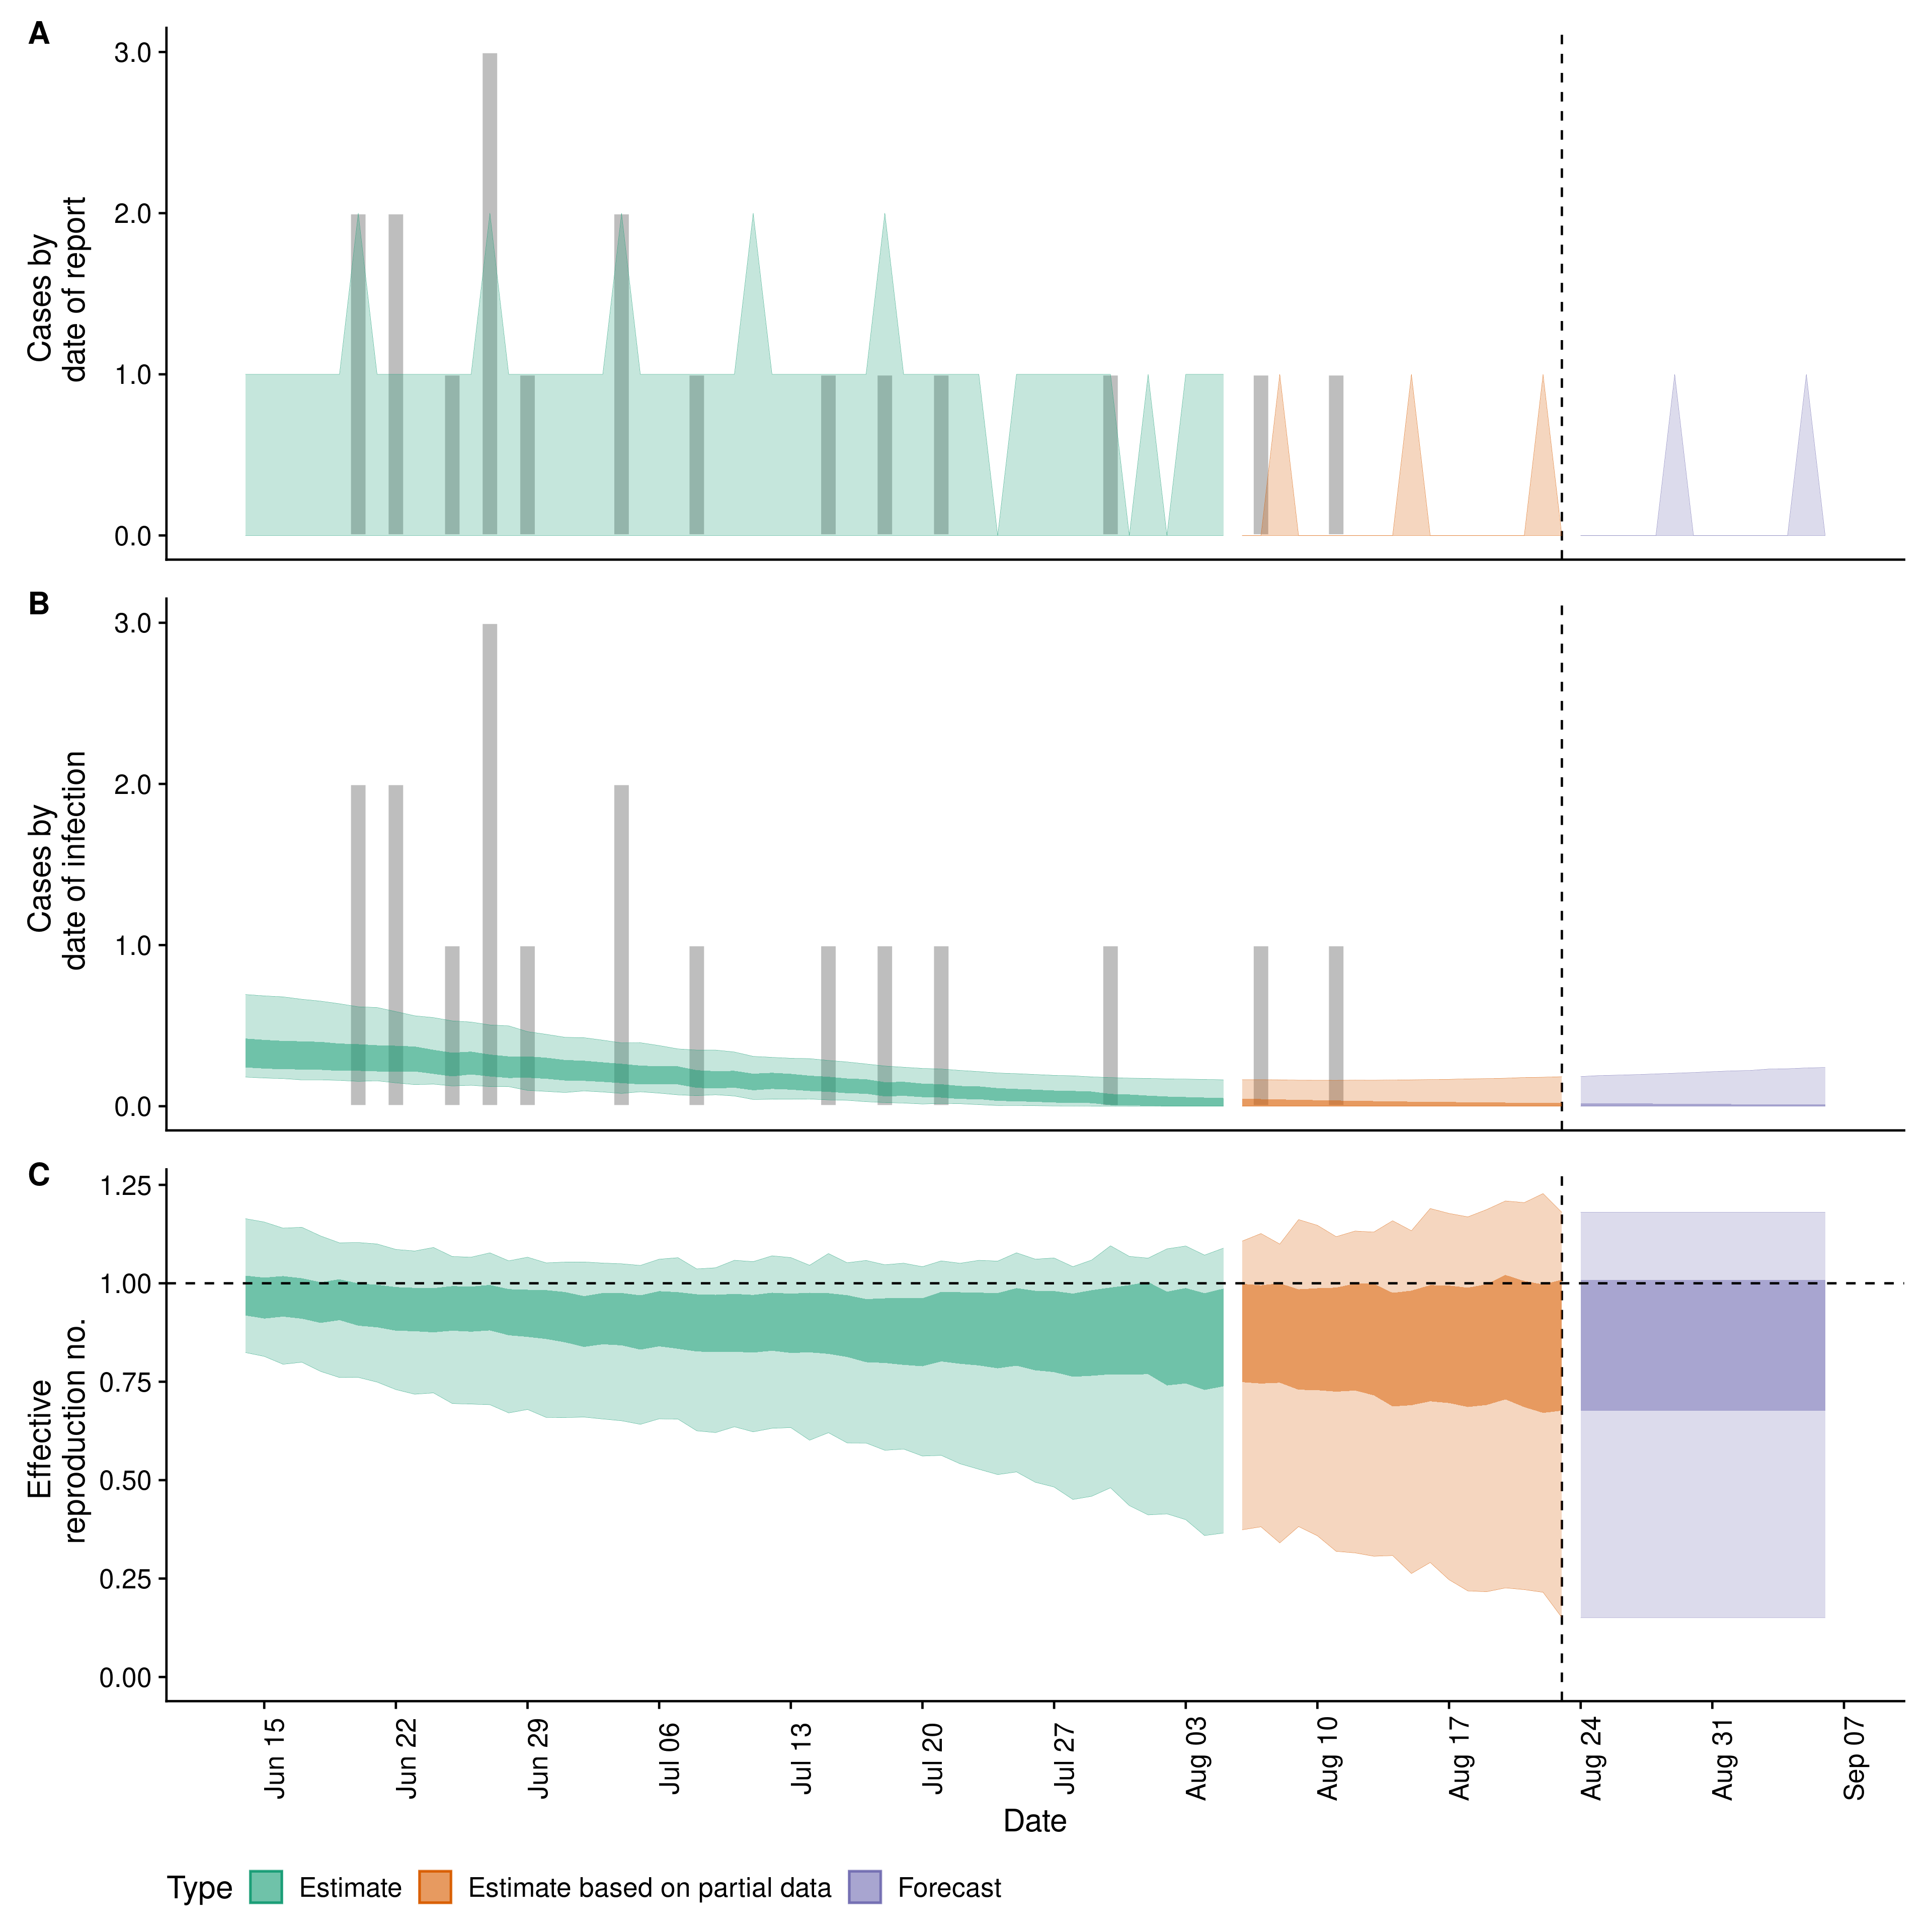 A
Cases by
date of report
3.0
2.0
1.0
0.0
B
Cases by
date of infection
3.0
2.0
1.0
0.0
C
Effective
reproduction no.
1.25
1.00
0.75
0.50
0.25
0.00
Jun 15
Jun 22
Jun 29
Jul 06
Jul 13
Jul 20
Jul 27
Aug 03
Aug 10
Aug 17
Aug 24
Aug 31
Sep 07
Date
Type Estimate Estimate based on partial data Forecast